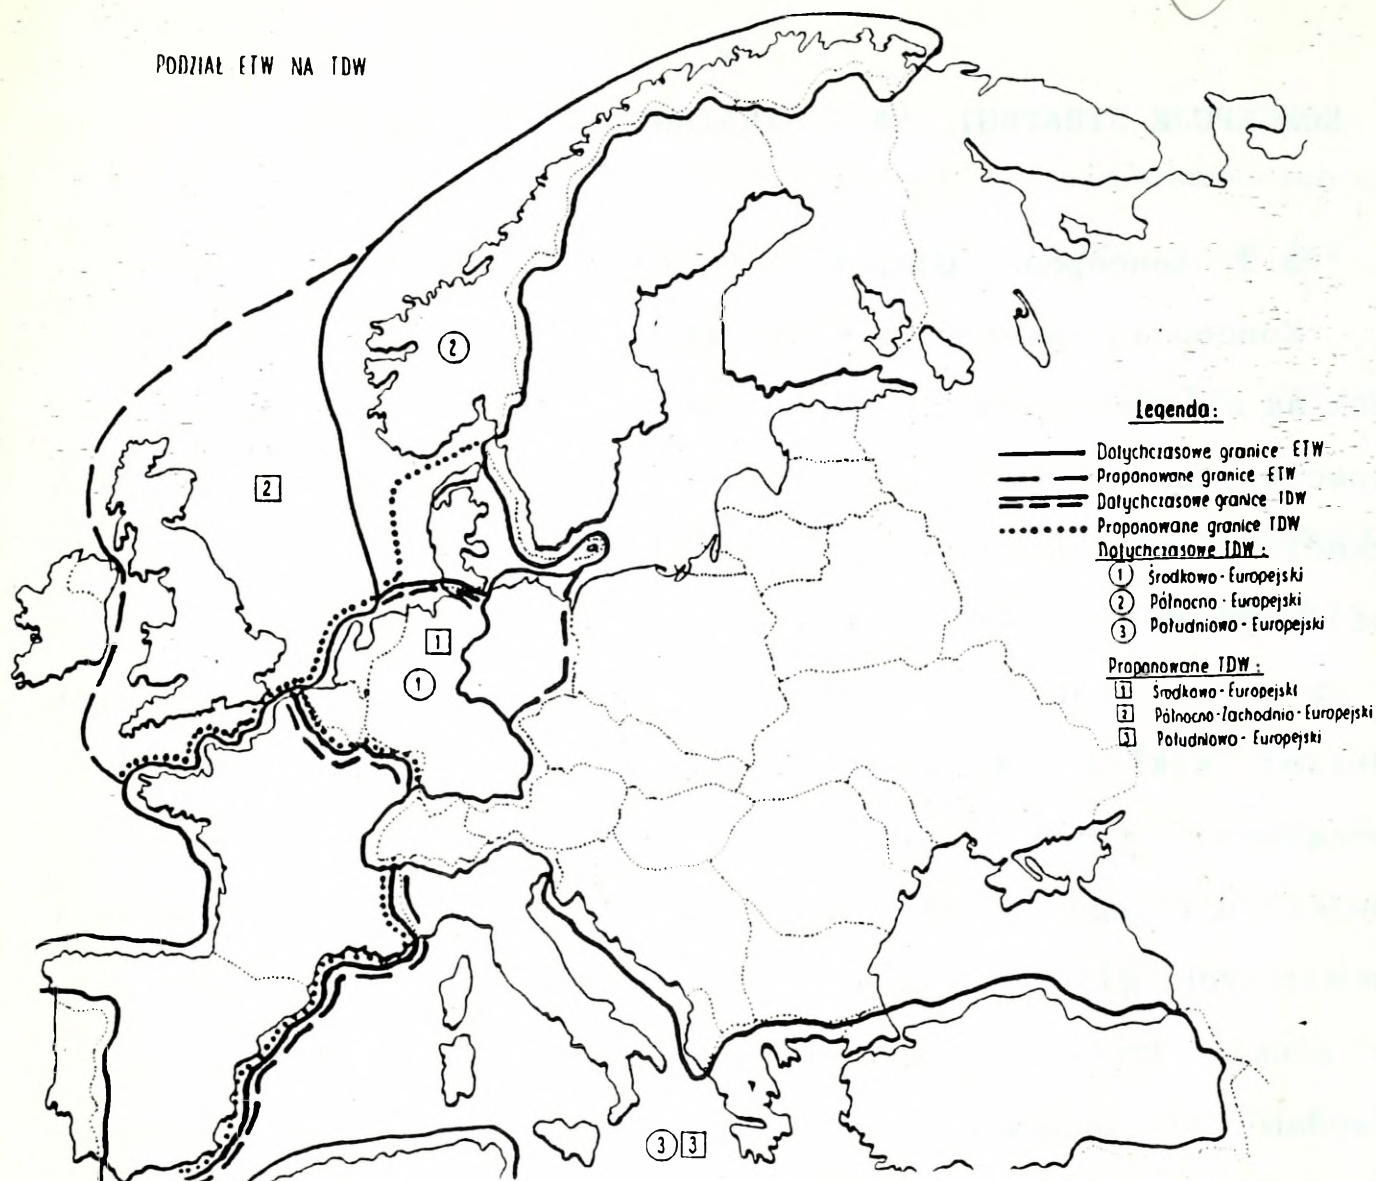 PODZIAŁ ETW NA TDW
2
2
1
1
3 3
Legenda:
Dotychczasowe granice ETW
Proponowane granice ETW
Dotychczasowe granice TDW
Proponowane granice TDW
Dotychczasowe TDW:
1 Środkowo-Europejski
2 Północno-Europejski
3 Południowo-Europejski
Proponowane TDW:
1 Środkowo-Europejski
2 Północno-Zachodnio-Europejski
3 Południowo-Europejski